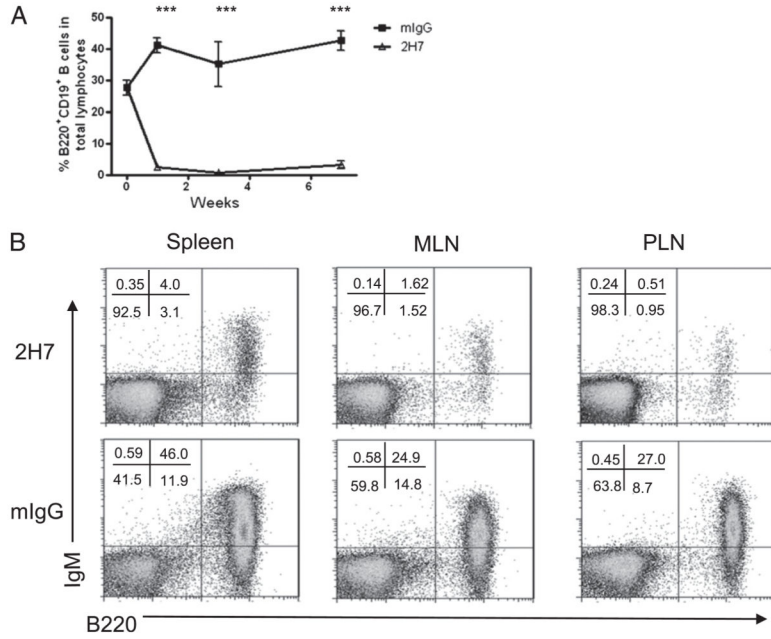 A
*** *** ***
mIgG
2H7
% B220⁺CD19⁺ B cells in
total lymphocytes
50
40
30
20
10
0
0 2 4 6
Weeks
B
Spleen MLN PLN
2H7
0.35 4.0
92.5 3.1
0.14 1.62
96.7 1.52
0.24 0.51
98.3 0.95
mIgG
0.59 46.0
41.5 11.9
0.58 24.9
59.8 14.8
0.45 27.0
63.8 8.7
IgM
B220